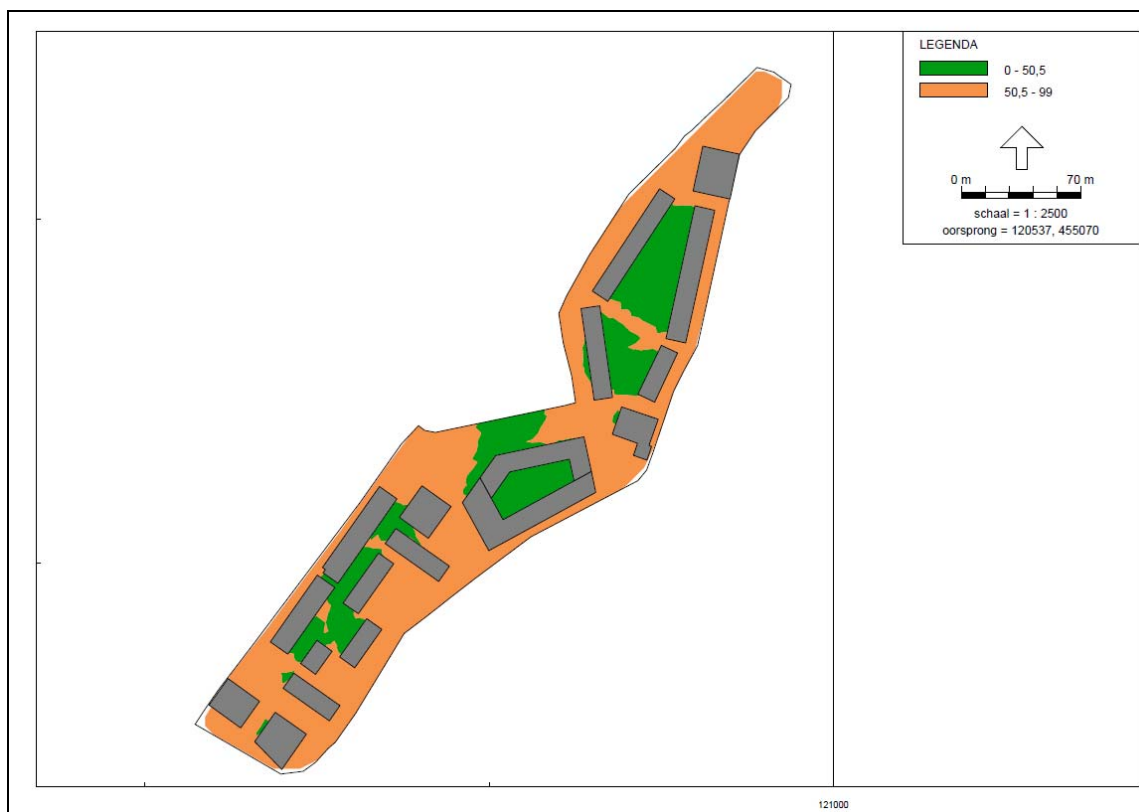 LEGENDA
0 - 50,5
50,5 - 99
0 m 70 m
schaal = 1 : 2500
oorsprong = 120537, 455070
121000